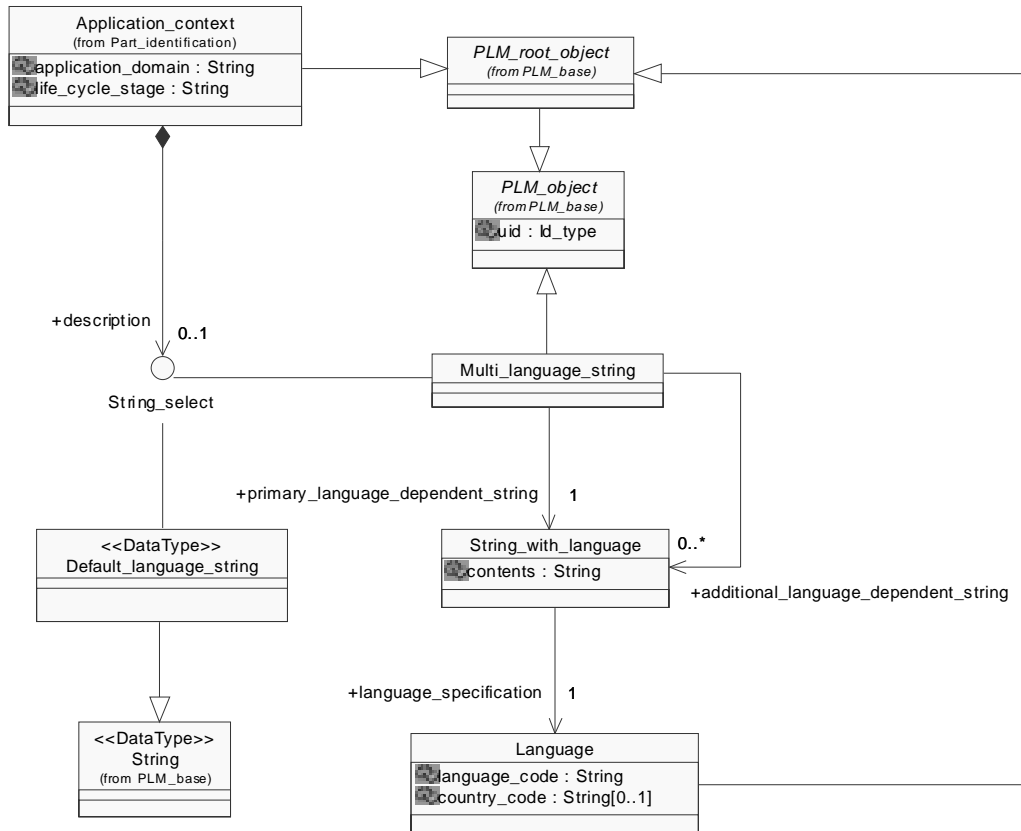 Application_context
(from Part_identification)
application_domain : String
life_cycle_stage : String
PLM_root_object
(from PLM_base)
PLM_object
(from PLM_base)
uid : Id_type
+description
0..1
String_select
Multi_language_string
+primary_language_dependent_string
1
<<DataType>>
Default_language_string
String_with_language
contents : String
0..*
+additional_language_dependent_string
+language_specification
1
<<DataType>>
String
(from PLM_base)
Language
language_code : String
country_code : String[0..1]